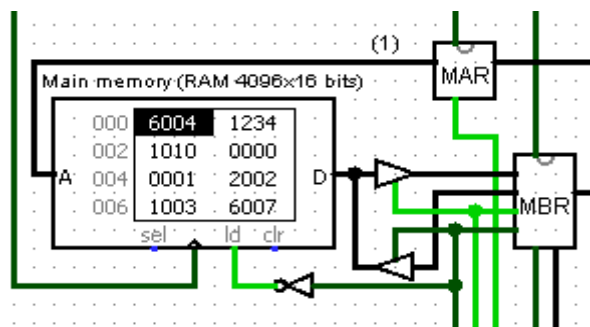 (1)
MAR
Main memory (RAM 4096x16 bits)
000 6004 1234
002 1010 0000
A 004 0001 2002 D
006 1003 6007
MBR
sel ld clr